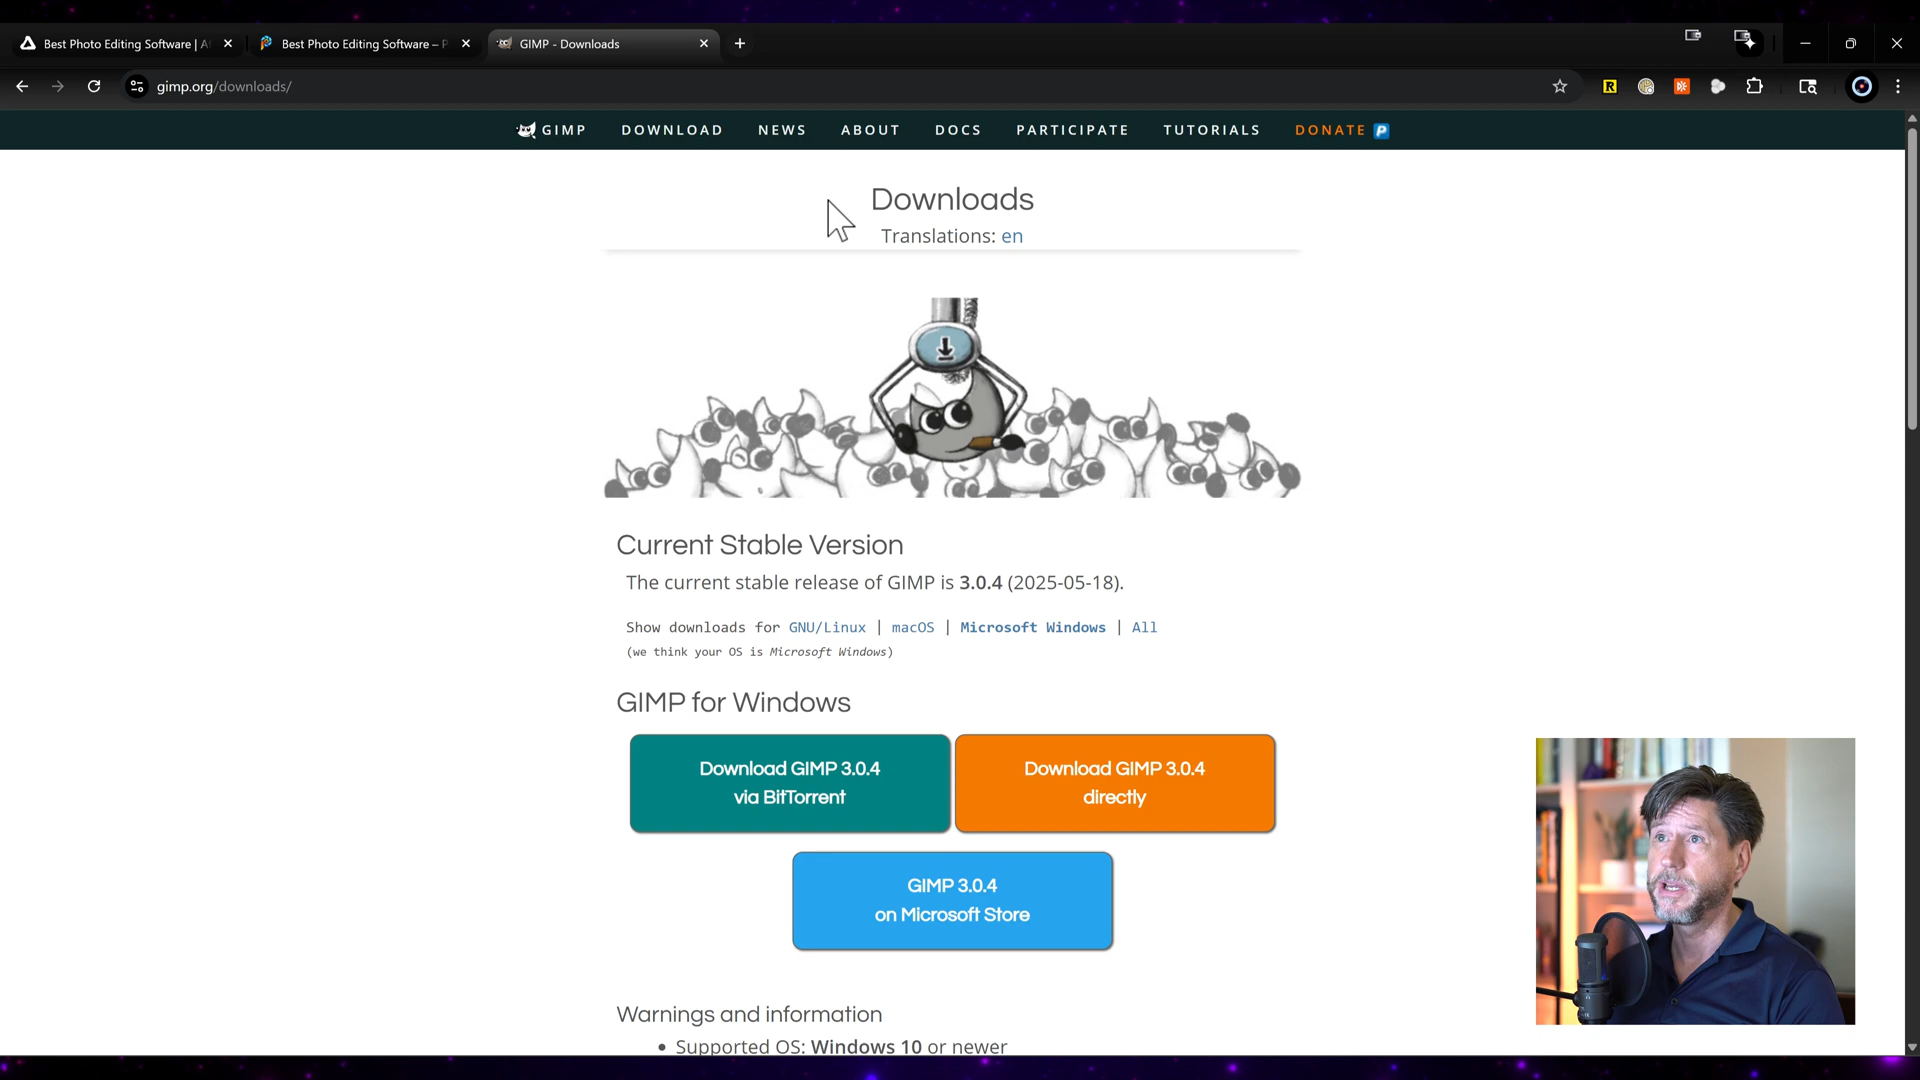 Best Photo Editing Software | A
Best Photo Editing Software – P
GIMP - Downloads
gimp.org/downloads/
GIMP
DOWNLOAD
NEWS
ABOUT
DOCS
PARTICIPATE
TUTORIALS
DONATE
Downloads
Translations: en
Current Stable Version
The current stable release of GIMP is 3.0.4 (2025-05-18).
Show downloads for GNU/Linux | macOS | Microsoft Windows | All
(we think your OS is Microsoft Windows)
GIMP for Windows
Download GIMP 3.0.4
via BitTorrent
Download GIMP 3.0.4
directly
GIMP 3.0.4
on Microsoft Store
Warnings and information
• Supported OS: Windows 10 or newer